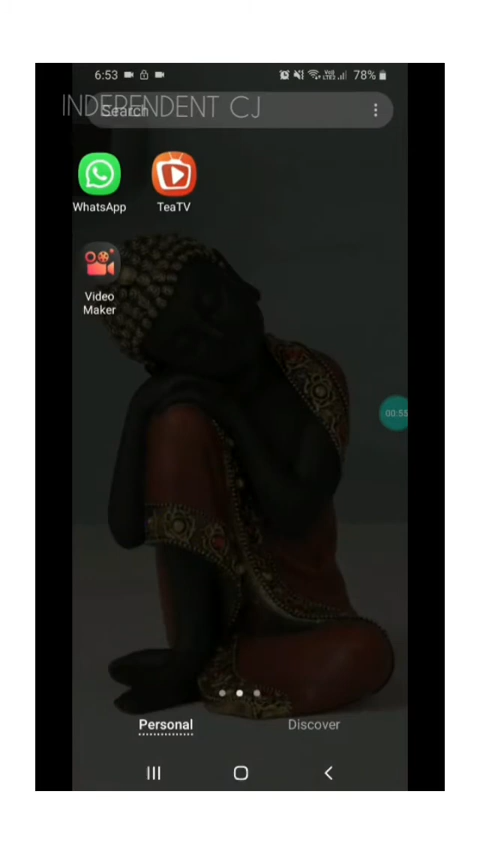 6:53 78%
INDEPENDENT CJ
Search
WhatsApp TeaTV
Video
Maker
00:55
Personal Discover